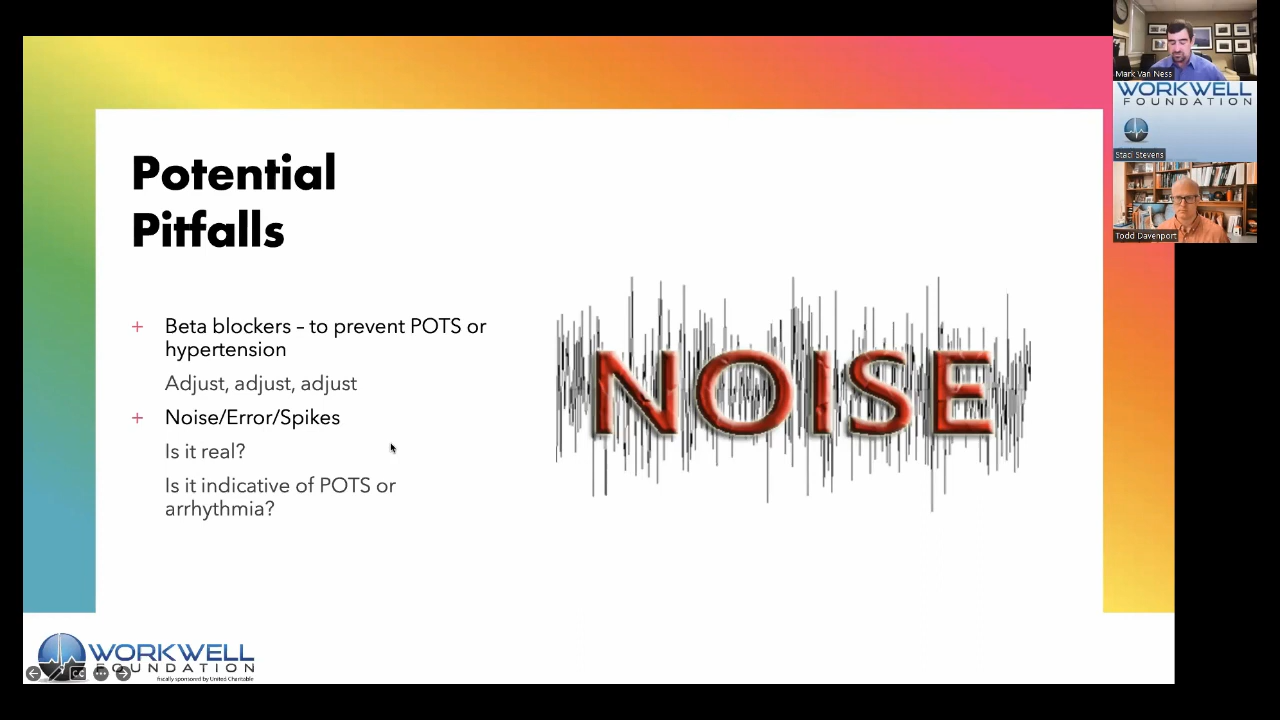 Potential
Pitfalls
+ Beta blockers – to prevent POTS or
hypertension
Adjust, adjust, adjust
+ Noise/Error/Spikes
Is it real?
Is it indicative of POTS or
arrhythmia?
NOISE
WORKWELL
FOUNDATION
fiscally sponsored by United Charitable
CC
Mark Van Ness
WORKWELL
FOUNDATION
Staci Stevens
Todd Davenport